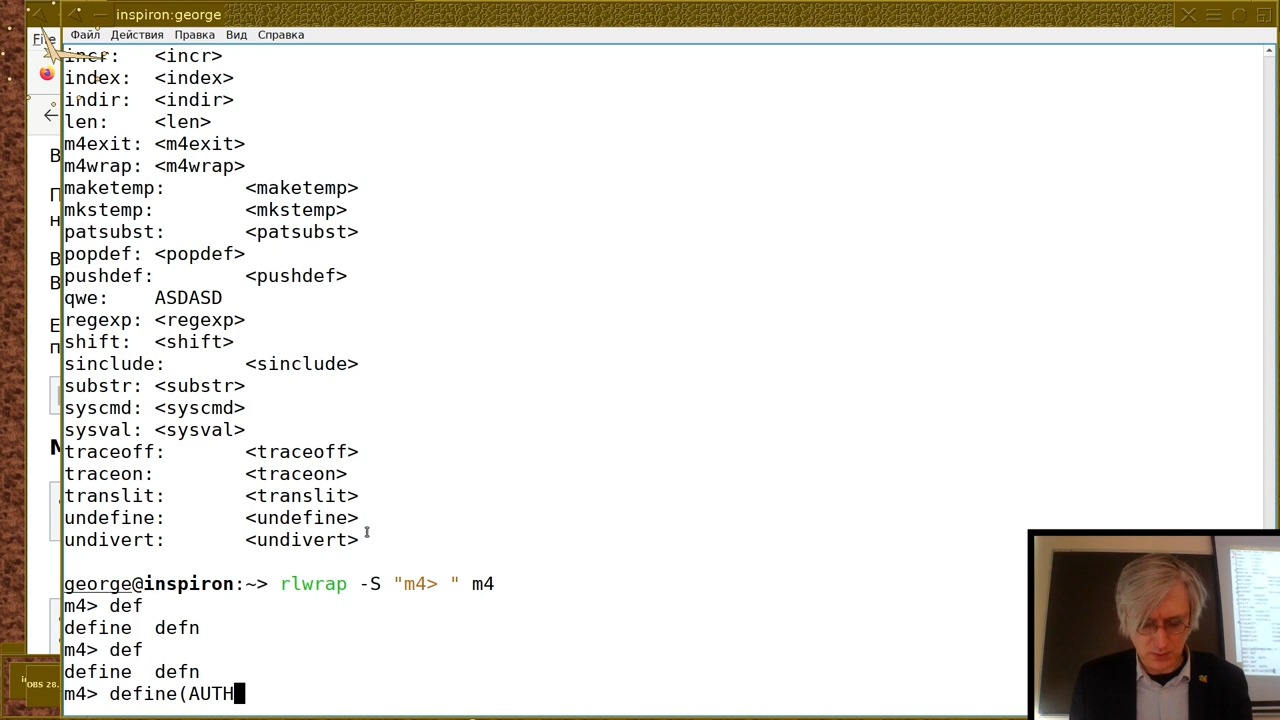 inspiron:george
File
Файл Действия Правка Вид Справка
incr: <incr>
index: <index>
indir: <indir>
len: <len>
m4exit: <m4exit>
m4wrap: <m4wrap>
maketemp: <maketemp>
mkstemp: <mkstemp>
patsubst: <patsubst>
popdef: <popdef>
pushdef: <pushdef>
qwe: ASDASD
regexp: <regexp>
shift: <shift>
sinclude: <sinclude>
substr: <substr>
syscmd: <syscmd>
sysval: <sysval>
traceoff: <traceoff>
traceon: <traceon>
translit: <translit>
undefine: <undefine>
undivert: <undivert>
george@inspiron:~> rlwrap -S "m4> " m4
m4> def
define defn
m4> def
define defn
m4> define(AUTH
OBS 28.